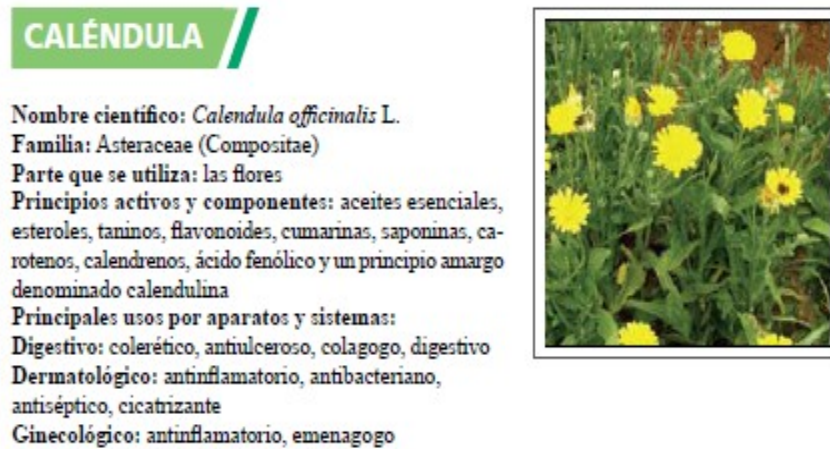 CALÉNDULA
Nombre científico: Calendula officinalis L.
Familia: Asteraceae (Compositae)
Parte que se utiliza: las flores
Principios activos y componentes: aceites esenciales,
esteroles, taninos, flavonoides, cumarinas, saponinas, ca-
rotenos, calendrenos, ácido fenólico y un principio amargo
denominado calendulina
Principales usos por aparatos y sistemas:
Digestivo: colerético, antiulceroso, colagogo, digestivo
Dermatológico: antinflamatorio, antibacteriano,
antiséptico, cicatrizante
Ginecológico: antinflamatorio, emenagogo